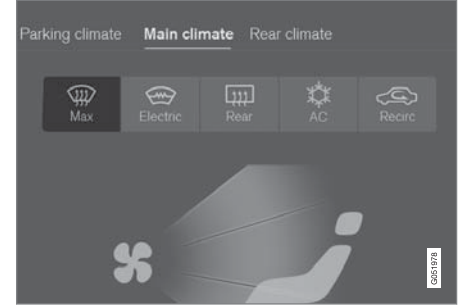 Parking climate Main climate Rear climate
Max Electric Rear AC Recirc
G051978